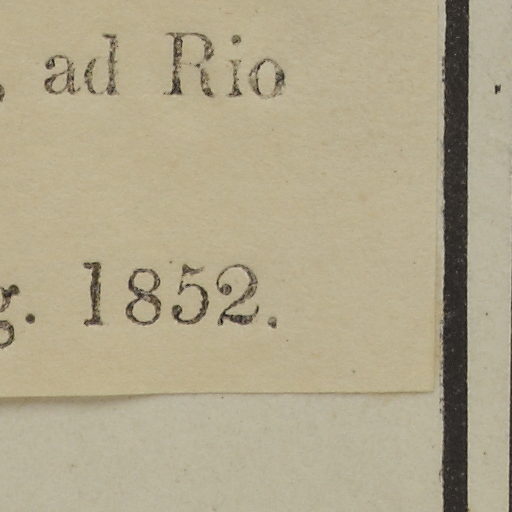 , ad Rio
g. 1852.